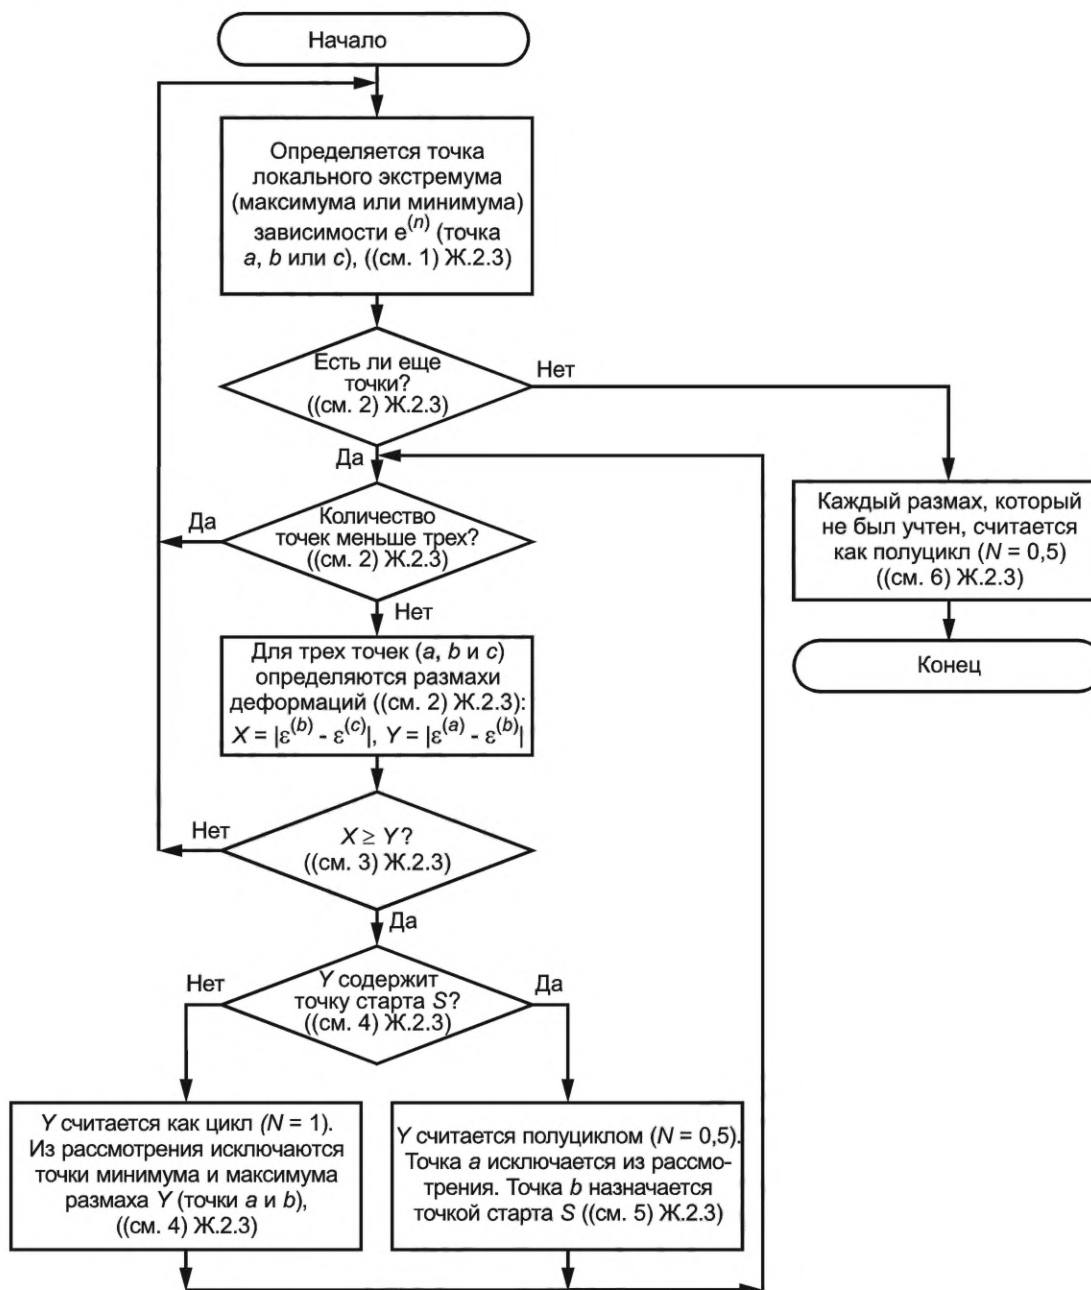 Начало
Определяется точка
локального экстремума
(максимума или минимума)
зависимости e^(n) (точка
a, b или c), ((см. 1) Ж.2.3)
Есть ли еще
точки?
((см. 2) Ж.2.3)
Нет
Да
Количество
точек меньше трех?
((см. 2) Ж.2.3)
Да
Нет
Каждый размах, который
не был учтен, считается
как полуцикл (N = 0,5)
((см. 6) Ж.2.3)
Конец
Для трех точек (a, b и c)
определяются размахи
деформаций ((см. 2) Ж.2.3):
X = |ε^(b) - ε^(c)|, Y = |ε^(a) - ε^(b)|
Нет
X ≥ Y?
((см. 3) Ж.2.3)
Да
Нет
Y содержит
точку старта S?
((см. 4) Ж.2.3)
Да
Y считается как цикл (N = 1).
Из рассмотрения исключаются
точки минимума и максимума
размаха Y (точки a и b),
((см. 4) Ж.2.3)
Y считается полуциклом (N = 0,5).
Точка a исключается из рассмо-
трения. Точка b назначается
точкой старта S ((см. 5) Ж.2.3)